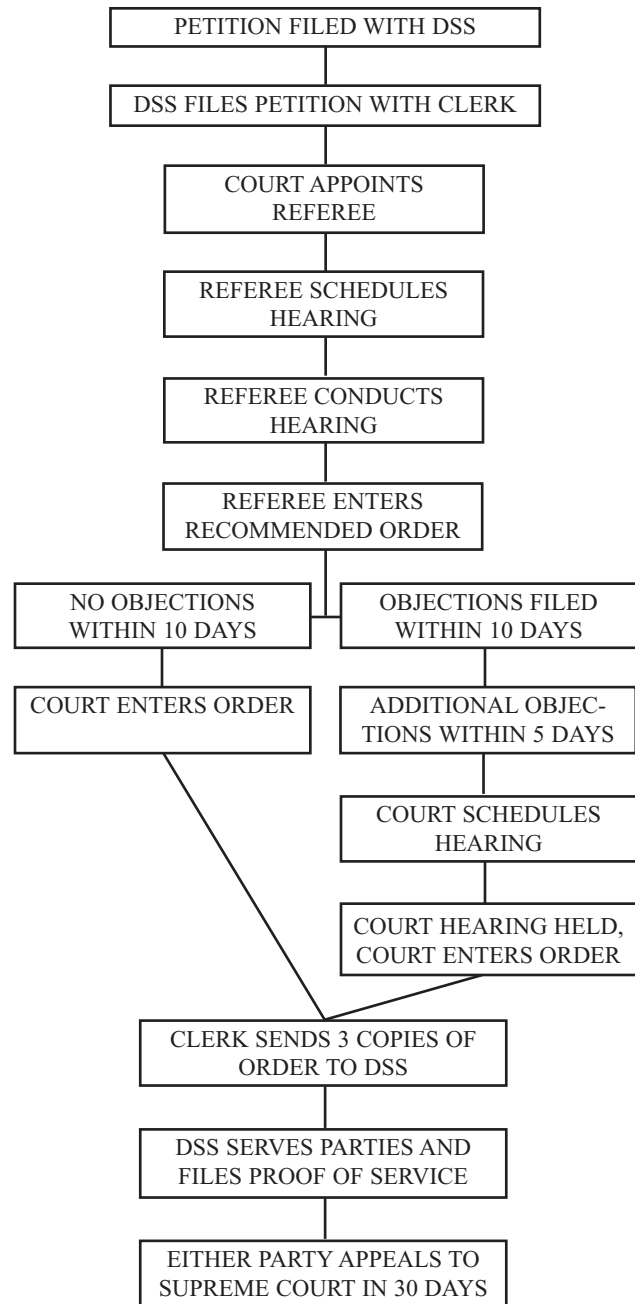 PETITION FILED WITH DSS
DSS FILES PETITION WITH CLERK
COURT APPOINTS
REFEREE
REFEREE SCHEDULES
HEARING
REFEREE CONDUCTS
HEARING
REFEREE ENTERS
RECOMMENDED ORDER
NO OBJECTIONS
WITHIN 10 DAYS
OBJECTIONS FILED
WITHIN 10 DAYS
COURT ENTERS ORDER
ADDITIONAL OBJEC-
TIONS WITHIN 5 DAYS
COURT SCHEDULES
HEARING
COURT HEARING HELD,
COURT ENTERS ORDER
CLERK SENDS 3 COPIES OF
ORDER TO DSS
DSS SERVES PARTIES AND
FILES PROOF OF SERVICE
EITHER PARTY APPEALS TO
SUPREME COURT IN 30 DAYS